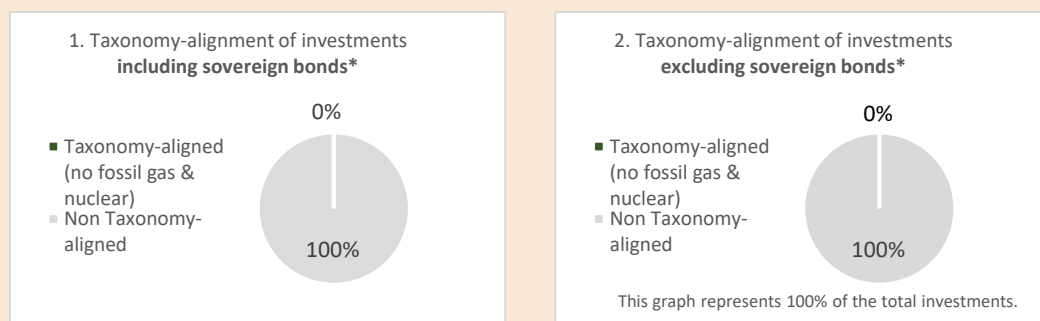 1. Taxonomy-alignment of investments
including sovereign bonds*
0%
Taxonomy-aligned
(no fossil gas &
nuclear)
Non Taxonomy-
aligned
100%
2. Taxonomy-alignment of investments
excluding sovereign bonds*
0%
Taxonomy-aligned
(no fossil gas &
nuclear)
Non Taxonomy-
aligned
100%
This graph represents 100% of the total investments.